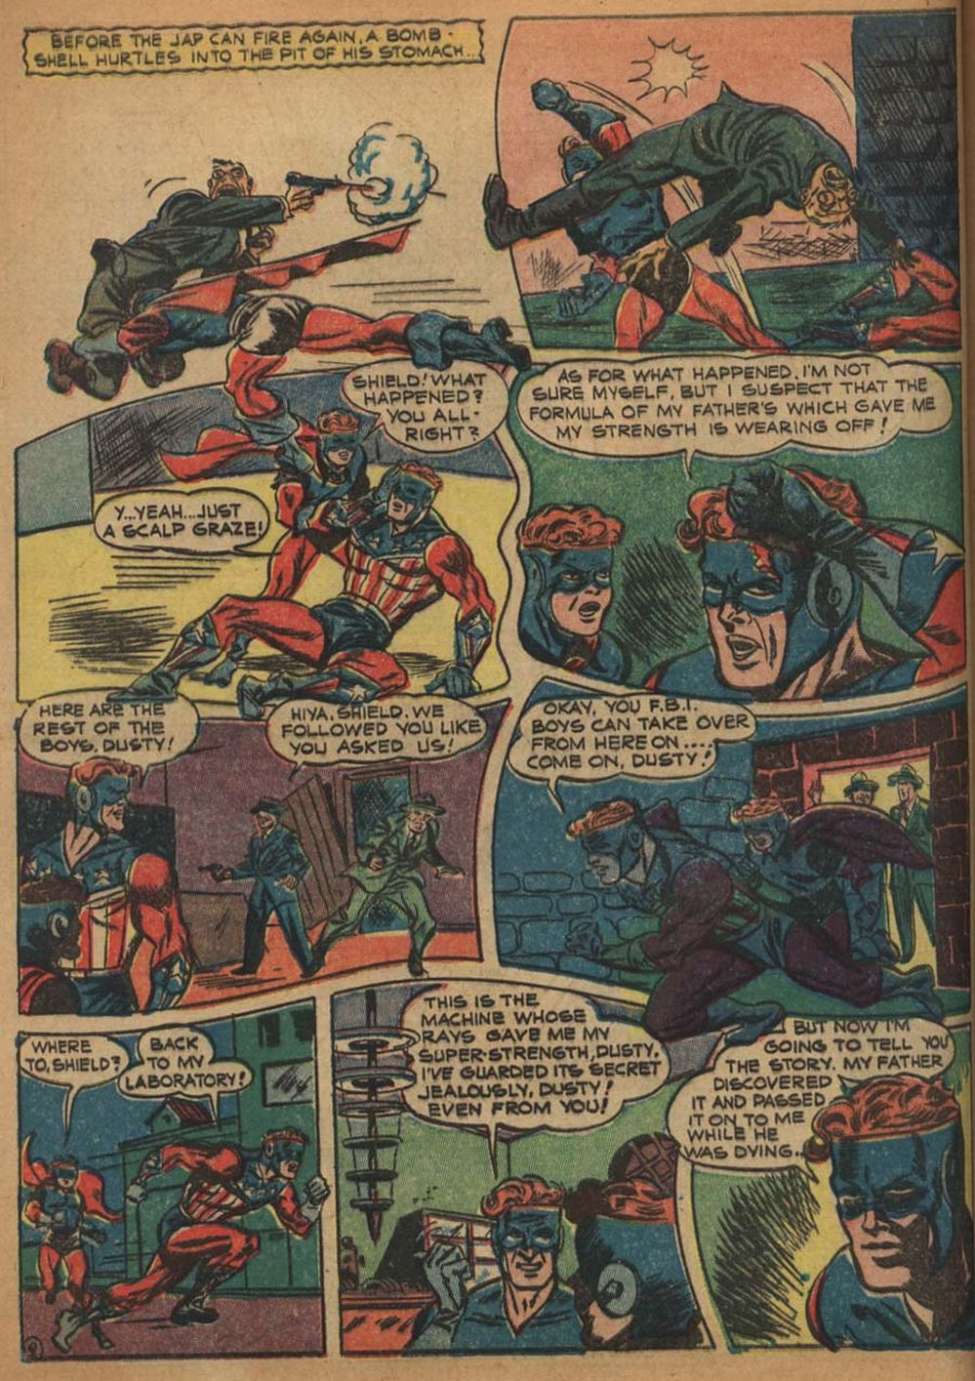 BEFORE THE JAP CAN FIRE AGAIN, A BOMB-
SHELL HURTLES INTO THE PIT OF HIS STOMACH...
SHIELD! WHAT
HAPPENED?
YOU ALL-
RIGHT?
Y...YEAH...JUST
A SCALP GRAZE!
AS FOR WHAT HAPPENED, I'M NOT
SURE MYSELF, BUT I SUSPECT THAT THE
FORMULA OF MY FATHER'S WHICH GAVE ME
MY STRENGTH IS WEARING OFF!
HERE ARE THE
REST OF THE
BOYS, DUSTY!
HIYA, SHIELD. WE
FOLLOWED YOU LIKE
YOU ASKED US!
OKAY, YOU F.B.I.
BOYS CAN TAKE OVER
FROM HERE ON....
COME ON, DUSTY!
WHERE
TO, SHIELD?
BACK
TO MY
LABORATORY!
THIS IS THE
MACHINE WHOSE
RAYS GAVE ME MY
SUPER-STRENGTH, DUSTY.
I'VE GUARDED ITS SECRET
JEALOUSLY, DUSTY!
EVEN FROM YOU!
BUT NOW I'M
GOING TO TELL YOU
THE STORY. MY FATHER
DISCOVERED
IT AND PASSED
IT ON TO ME
WHILE HE
WAS DYING..